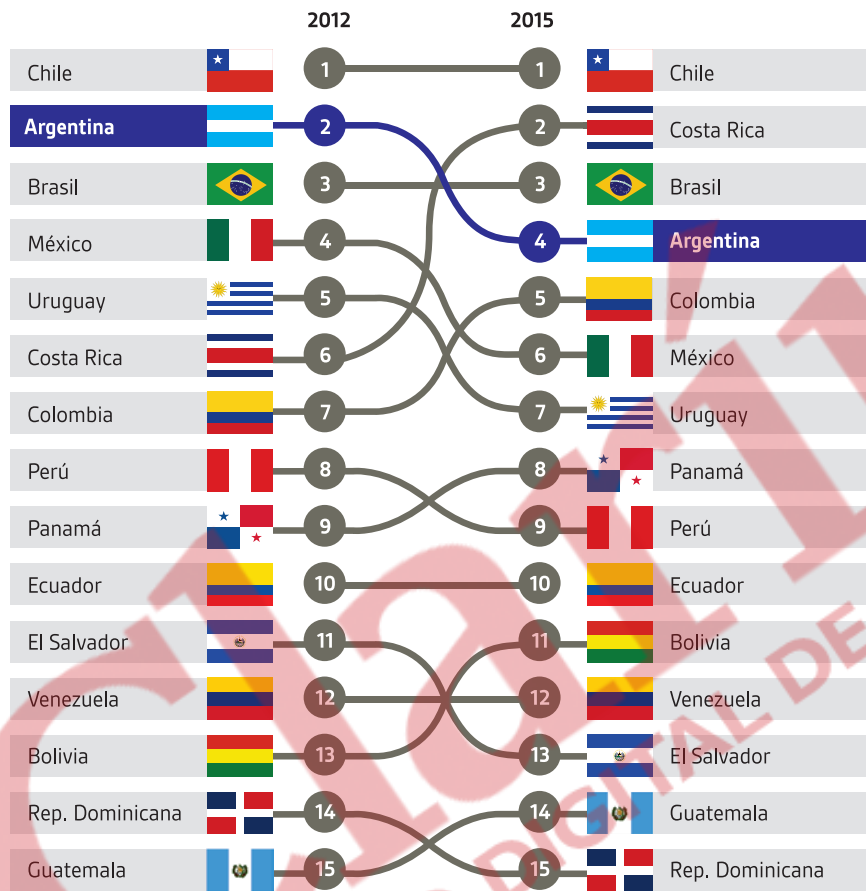 2012 2015
Chile 1 1 Chile
Argentina 2 2 Costa Rica
Brasil 3 3 Brasil
México 4 4 Argentina
Uruguay 5 5 Colombia
Costa Rica 6 6 México
Colombia 7 7 Uruguay
Perú 8 8 Panamá
Panamá 9 9 Perú
Ecuador 10 10 Ecuador
El Salvador 11 11 Bolivia
Venezuela 12 12 Venezuela
Bolivia 13 13 El Salvador
Rep. Dominicana 14 14 Guatemala
Guatemala 15 15 Rep. Dominicana
Clarín
DIGITAL DE